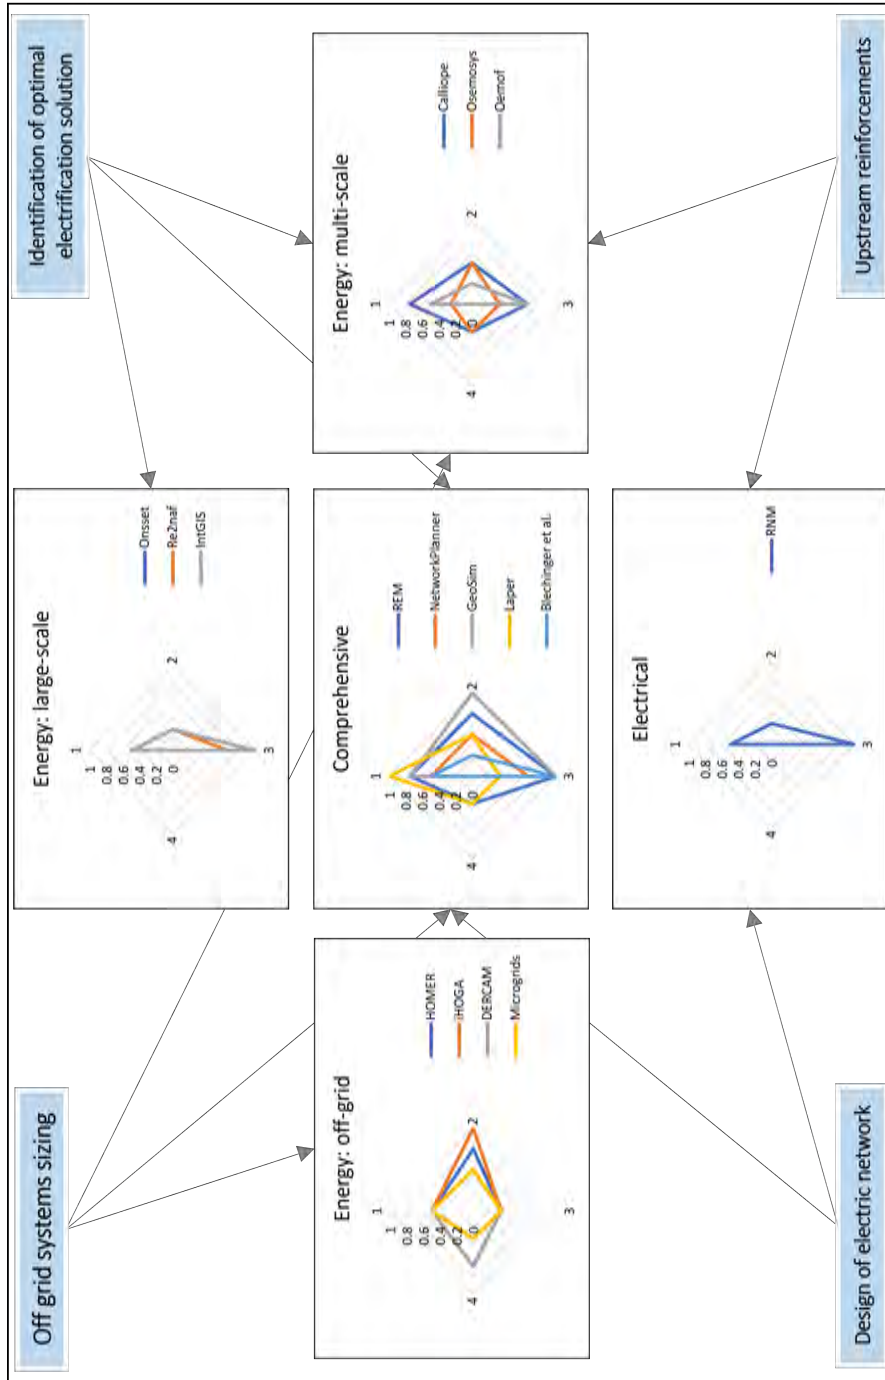 Off grid systems sizing
Identification of optimal
electrification solution
Energy: large-scale
1
1
0.8
0.6
0.4
0.2
0
4
2
3
Onsset
Re2naf
IntGIS
Energy: off-grid
1
1
0.8
0.6
0.4
0.2
0
4
2
3
HOMER
iHOGA
DERCAM
Microgrids
Comprehensive
1
1
0.8
0.6
0.4
0.2
0
4
2
3
REM
NetworkPlanner
GeoSim
Laper
Blechinger et al.
Energy: multi-scale
1
1
0.8
0.6
0.4
0.2
0
4
2
3
Calliope
Osemosys
Oemof
Electrical
1
1
0.8
0.6
0.4
0.2
0
4
2
3
RNM
Design of electric network
Upstream reinforcements